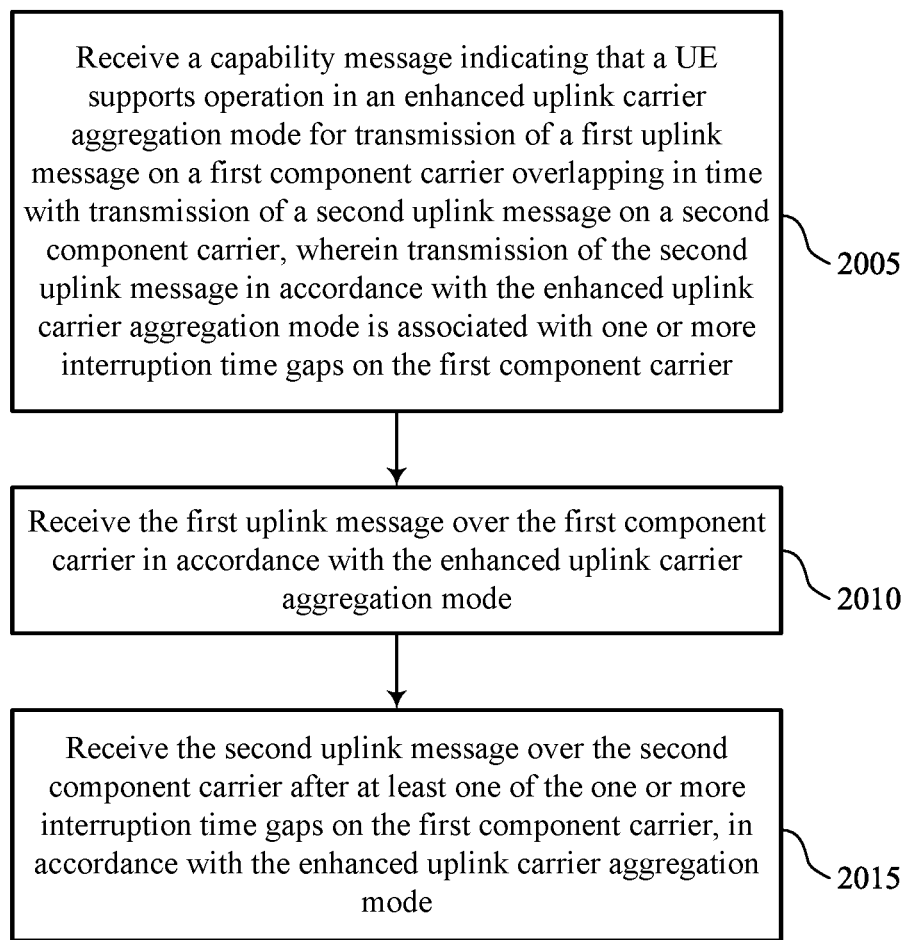 Receive a capability message indicating that a UE
supports operation in an enhanced uplink carrier
aggregation mode for transmission of a first uplink
message on a first component carrier overlapping in time
with transmission of a second uplink message on a second
component carrier, wherein transmission of the second
uplink message in accordance with the enhanced uplink
carrier aggregation mode is associated with one or more
interruption time gaps on the first component carrier
2005
Receive the first uplink message over the first component
carrier in accordance with the enhanced uplink carrier
aggregation mode
2010
Receive the second uplink message over the second
component carrier after at least one of the one or more
interruption time gaps on the first component carrier, in
accordance with the enhanced uplink carrier aggregation
mode
2015